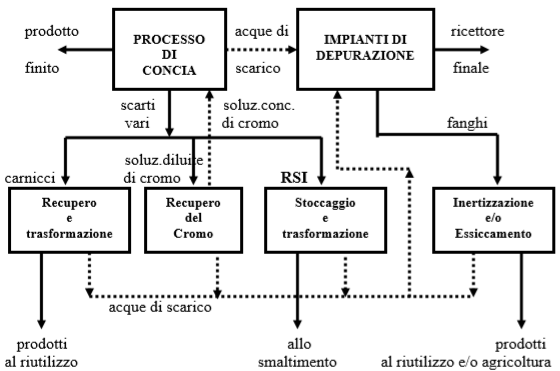 prodotto
finito
PROCESSO
DI
CONCIA
acque di
scarico
IMPIANTI DI
DEPURAZIONE
ricettore
finale
scarti
vari
soluz.conc.
di cromo
fanghi
carnicci
soluz.diluite
di cromo
RSI
Recupero
e
trasformazione
Recupero
del
Cromo
Stoccaggio
e
trasformazione
Inertizzazione
e/o
Essiccamento
acque di scarico
prodotti
al riutilizzo
allo
smaltimento
prodotti
al riutilizzo e/o agricoltura